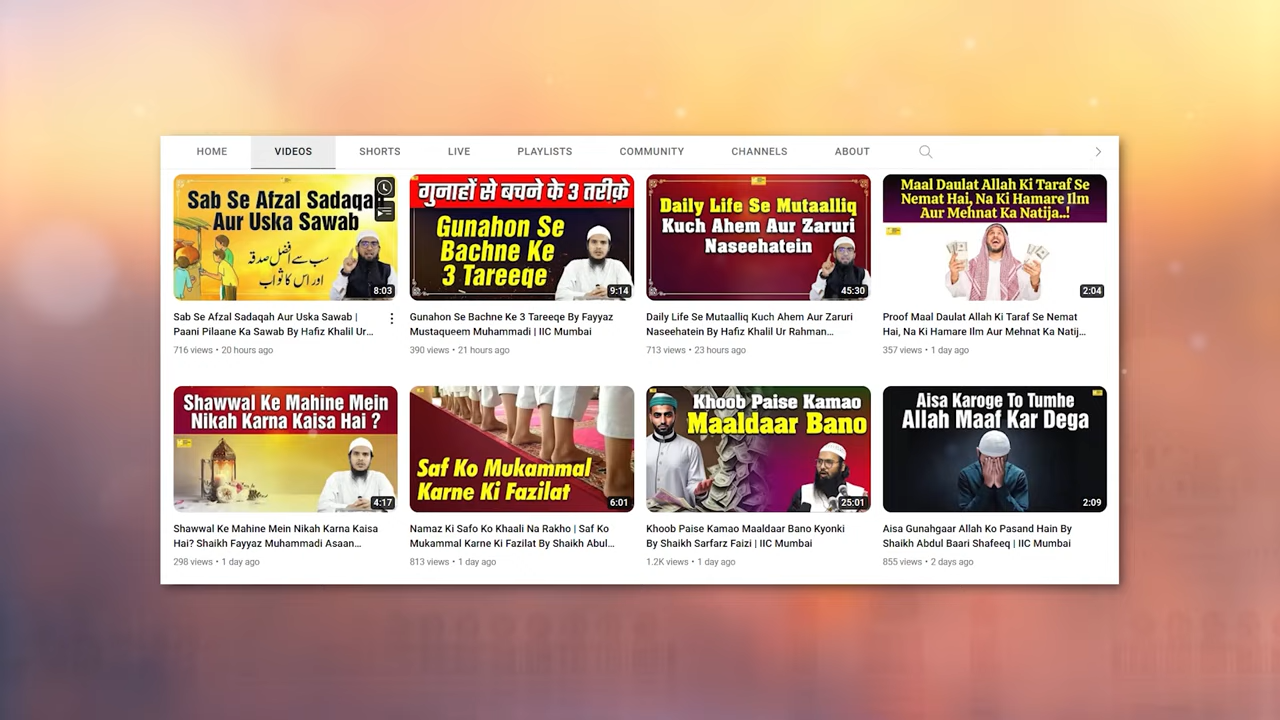 HOME VIDEOS SHORTS LIVE PLAYLISTS COMMUNITY CHANNELS ABOUT
Sab Se Afzal Sadaqah
Aur Uska Sawab
سب سے افضل صدقہ
اور اس کا ثواب
8:03
Sab Se Afzal Sadaqah Aur Uska Sawab |
Paani Pilaane Ka Sawab By Hafiz Khalil Ur...
716 views • 20 hours ago
गुनाहों से बचने के 3 तरीक़े
Gunahon Se
Bachne Ke
3 Tareeqe
9:14
Gunahon Se Bachne Ke 3 Tareeqe By Fayyaz
Mustaqueem Muhammadi | IIC Mumbai
390 views • 21 hours ago
Daily Life Se Mutaalliq
Kuch Ahem Aur Zaruri
Naseehatein
45:30
Daily Life Se Mutaalliq Kuch Ahem Aur Zaruri
Naseehatein By Hafiz Khalil Ur Rahman...
713 views • 23 hours ago
Maal Daulat Allah Ki Taraf Se
Nemat Hai, Na Ki Hamare Ilm
Aur Mehnat Ka Natija..!
2:04
Proof Maal Daulat Allah Ki Taraf Se Nemat
Hai, Na Ki Hamare Ilm Aur Mehnat Ka Natij...
357 views • 1 day ago
Shawwal Ke Mahine Mein
Nikah Karna Kaisa Hai ?
4:17
Shawwal Ke Mahine Mein Nikah Karna Kaisa
Hai? Shaikh Fayyaz Muhammadi Asaan...
298 views • 1 day ago
Saf Ko Mukammal
Karne Ki Fazilat
6:01
Namaz Ki Safo Ko Khaali Na Rakho | Saf Ko
Mukammal Karne Ki Fazilat By Shaikh Abul...
813 views • 1 day ago
Khoob Paise Kamao
Maaldaar Bano
25:01
Khoob Paise Kamao Maaldaar Bano Kyonki
By Shaikh Sarfarz Faizi | IIC Mumbai
1.2K views • 1 day ago
Aisa Karoge To Tumhe
Allah Maaf Kar Dega
2:09
Aisa Gunahgaar Allah Ko Pasand Hain By
Shaikh Abdul Baari Shafeeq | IIC Mumbai
855 views • 2 days ago